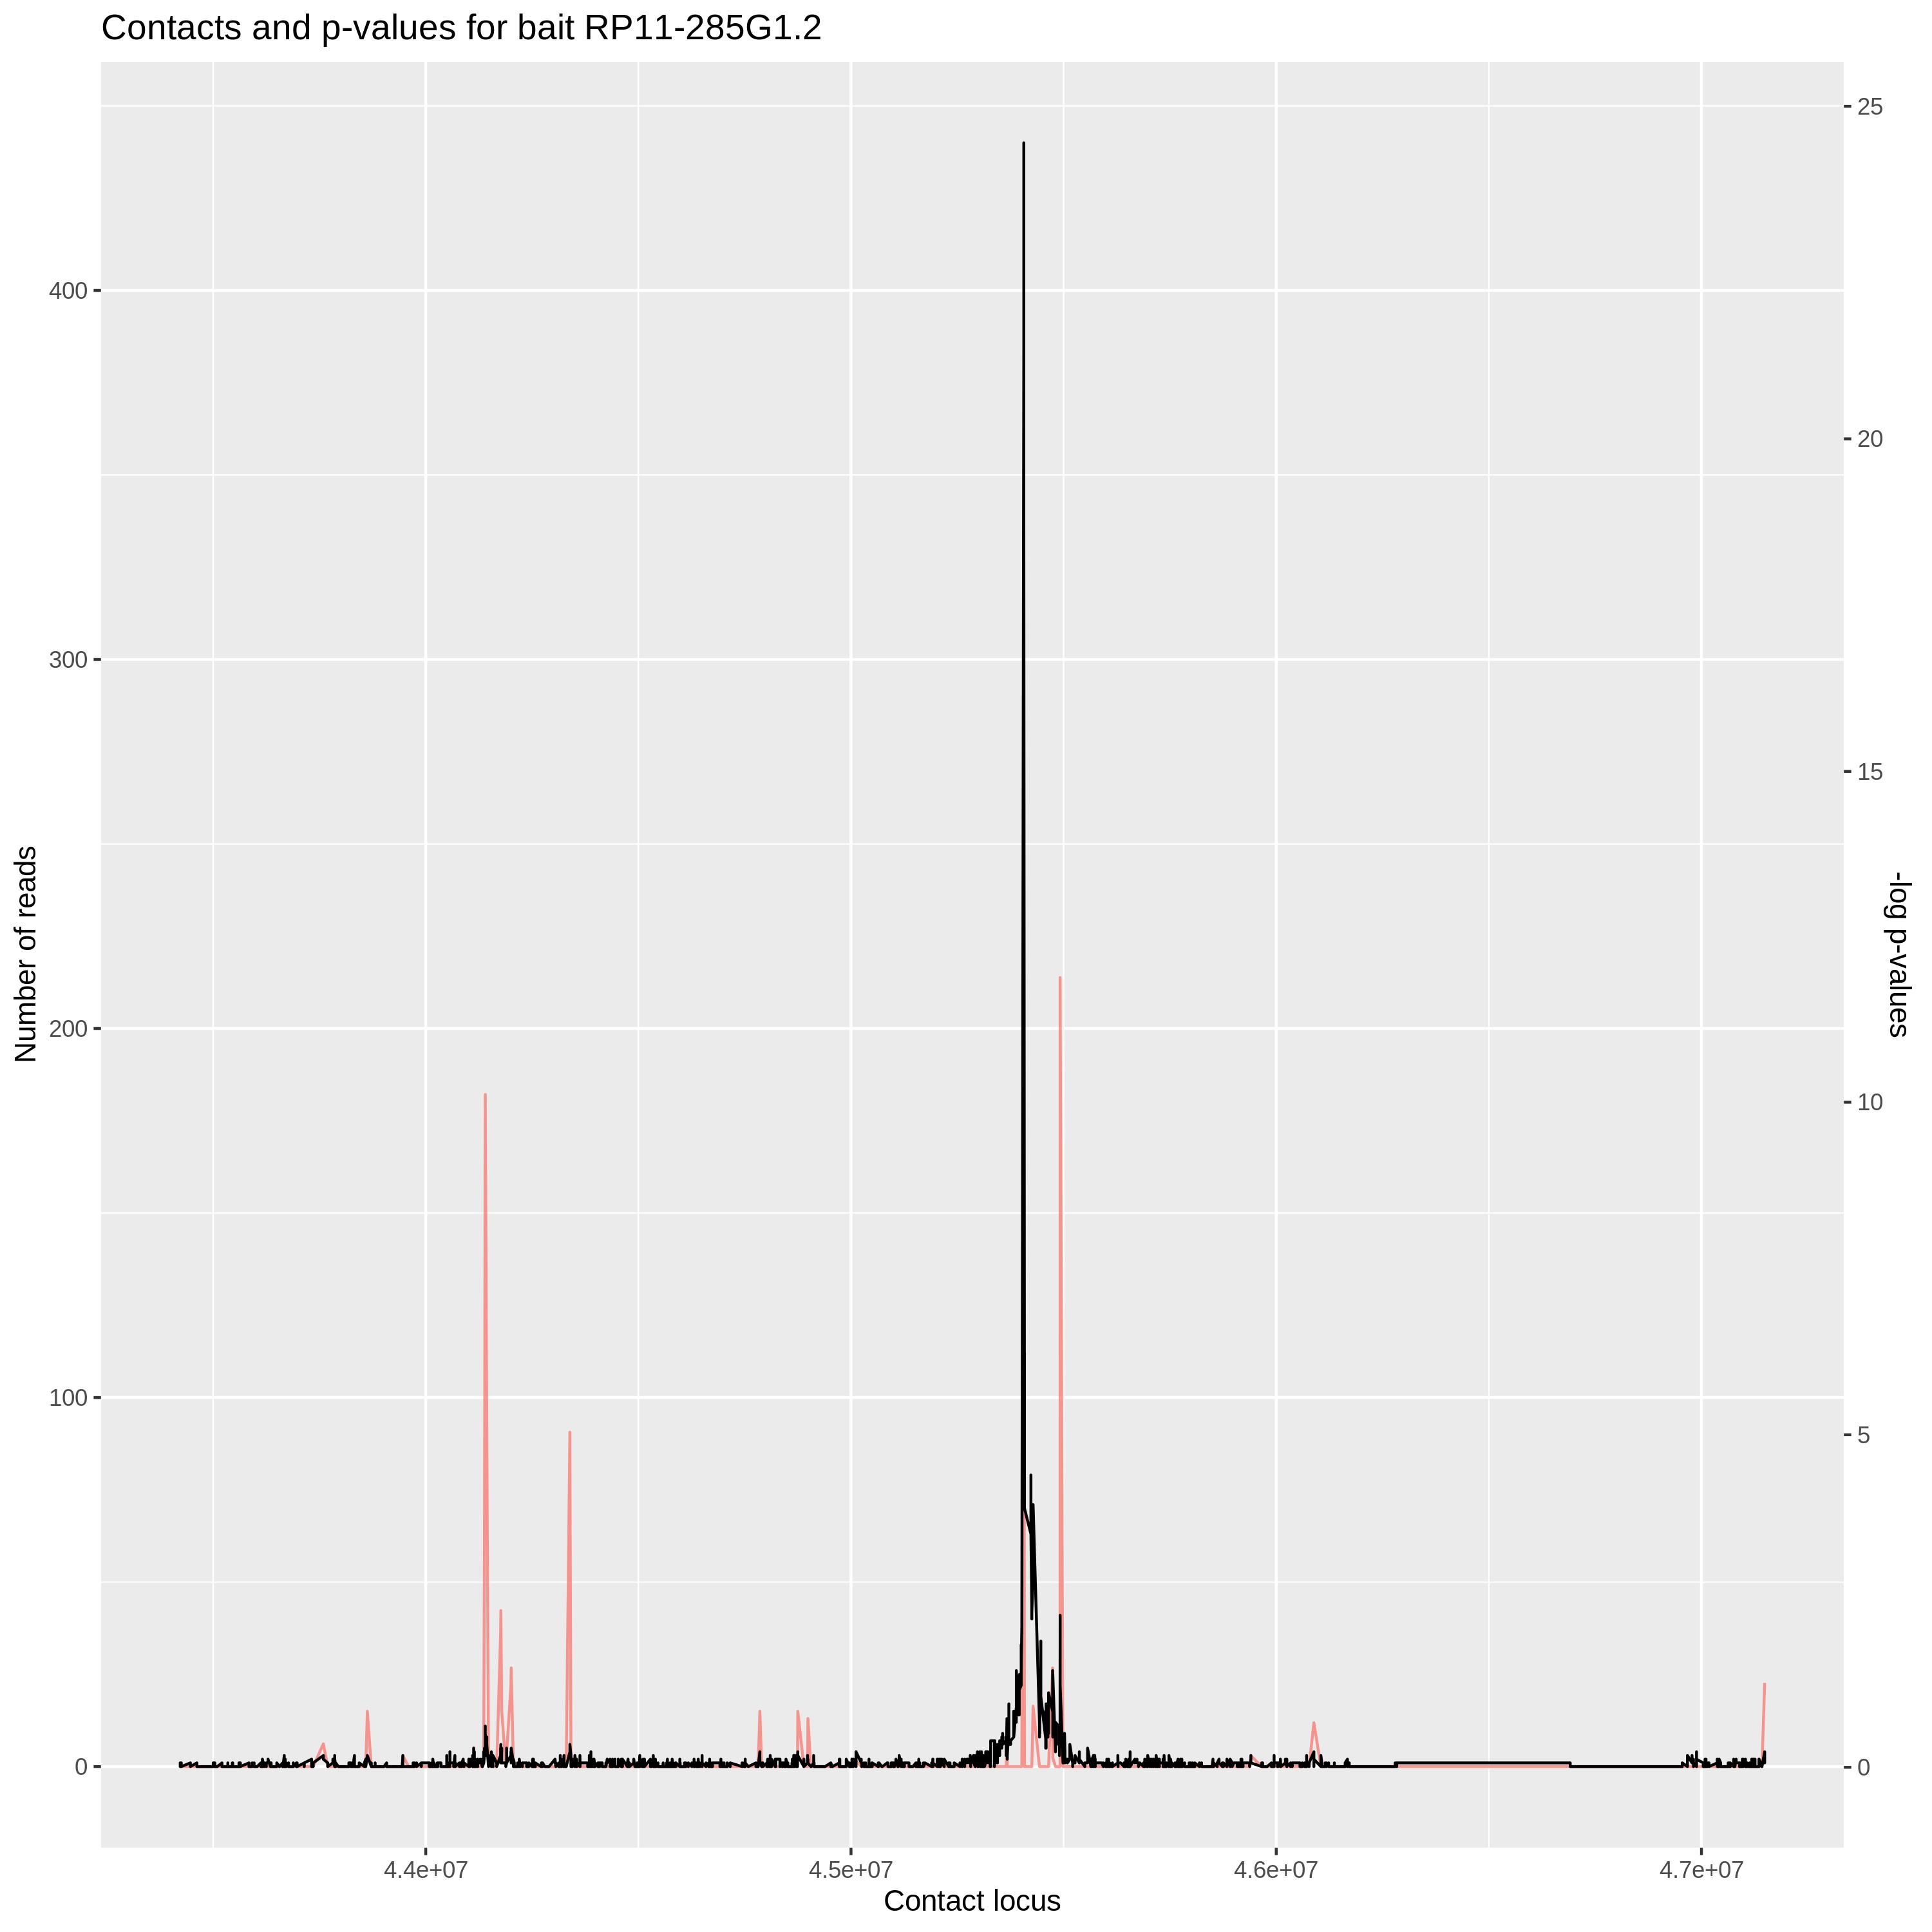 Contacts and p-values for bait RP11-285G1.2
Number of reads
400
300
200
100
0
25
20
15
10
5
0
-log p-values
4.4e+07
4.5e+07
4.6e+07
4.7e+07
Contact locus